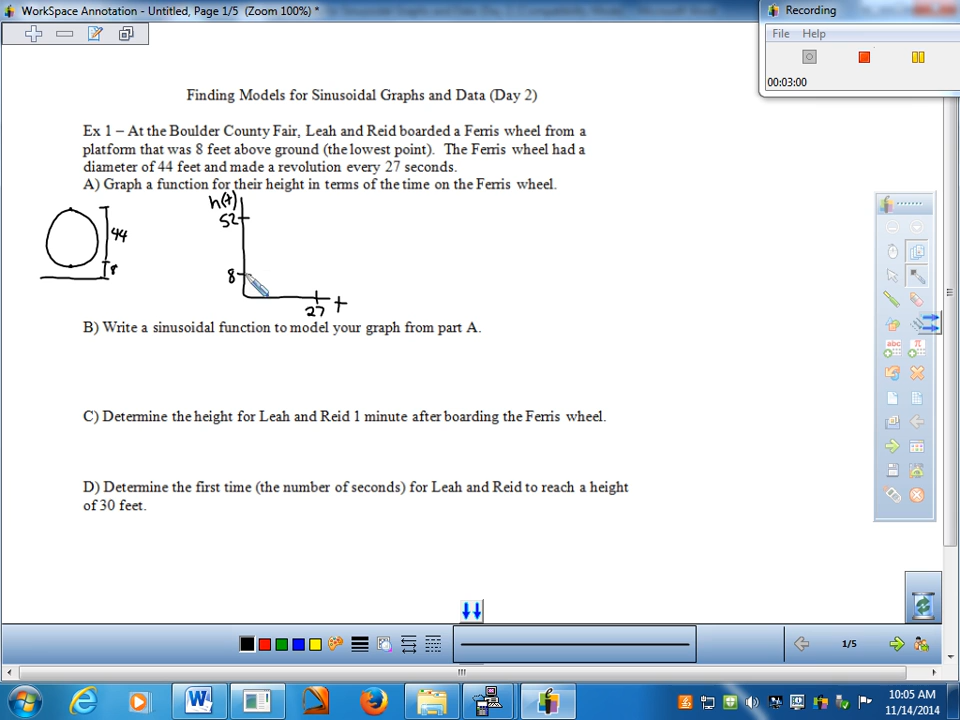 WorkSpace Annotation - Untitled, Page 1/5 (Zoom 100%) *
Recording
File Help
00:03:00
Finding Models for Sinusoidal Graphs and Data (Day 2)
Ex 1 – At the Boulder County Fair, Leah and Reid boarded a Ferris wheel from a
platform that was 8 feet above ground (the lowest point). The Ferris wheel had a
diameter of 44 feet and made a revolution every 27 seconds.
A) Graph a function for their height in terms of the time on the Ferris wheel.
h(t)
52
44
8
8
27 t
B) Write a sinusoidal function to model your graph from part A.
C) Determine the height for Leah and Reid 1 minute after boarding the Ferris wheel.
D) Determine the first time (the number of seconds) for Leah and Reid to reach a height
of 30 feet.
abc
π
1/5
10:05 AM
11/14/2014